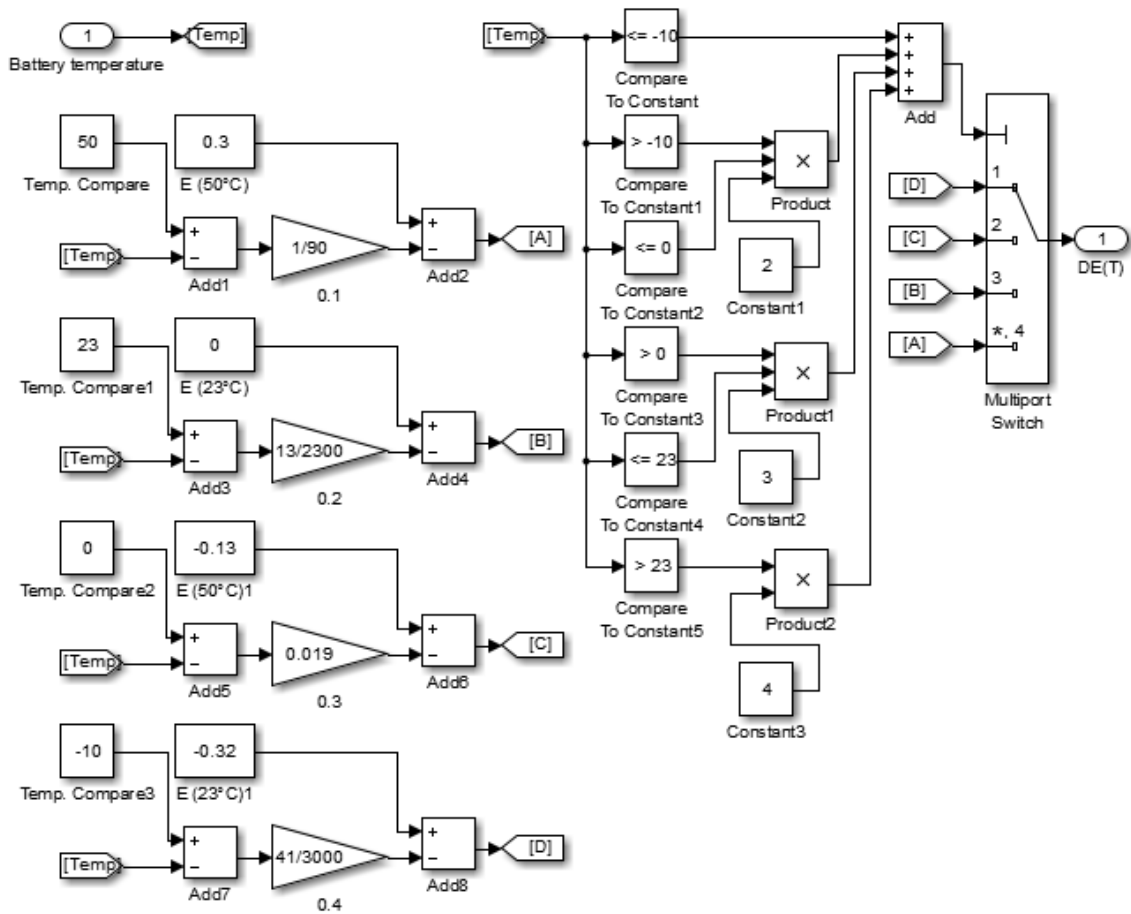 1
[Temp]
Battery temperature
50
0.3
Temp. Compare
E (50°C)
+
−
[Temp]
Add1
1/90
0.1
+
−
Add2
[A]
23
0
Temp. Compare1
E (23°C)
+
−
[Temp]
Add3
13/2300
0.2
+
−
Add4
[B]
0
-0.13
Temp. Compare2
E (50°C)1
+
−
[Temp]
Add5
0.019
0.3
+
−
Add6
[C]
-10
-0.32
Temp. Compare3
E (23°C)1
+
−
[Temp]
Add7
41/3000
0.4
+
−
Add8
[D]
[Temp]
<= -10
Compare
To Constant
> -10
Compare
To Constant1
<= 0
Compare
To Constant2
> 0
Compare
To Constant3
<= 23
Compare
To Constant4
> 23
Compare
To Constant5
×
Product
2
Constant1
×
Product1
3
Constant2
×
Product2
4
Constant3
+
+
+
+
Add
[D]
1
[C]
2
[B]
3
[A]
*, 4
Multiport
Switch
1
DE(T)